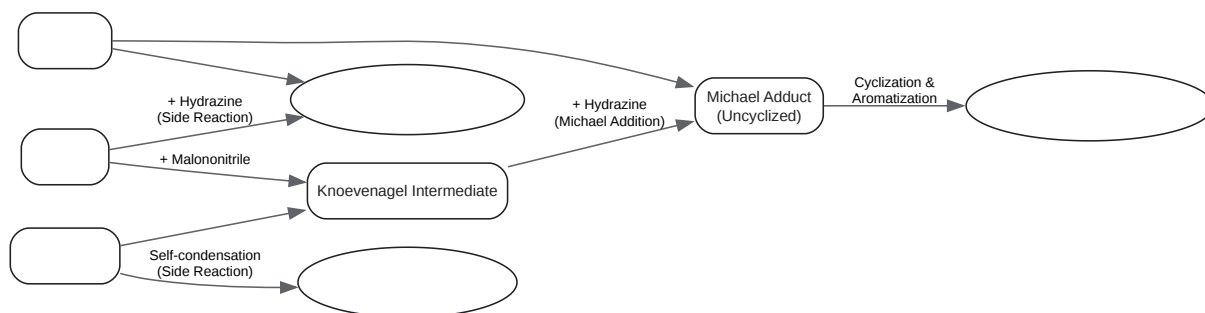 + Hydrazine
(Side Reaction)
+ Malononitrile
Self-condensation
(Side Reaction)
Knoevenagel Intermediate
+ Hydrazine
(Michael Addition)
Michael Adduct
(Uncyclized)
Cyclization &
Aromatization